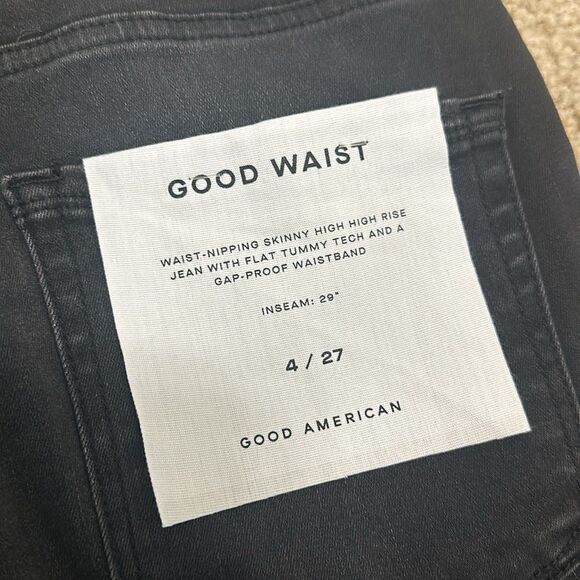 GOOD WAIST
WAIST-NIPPING SKINNY HIGH HIGH RISE
JEAN WITH FLAT TUMMY TECH AND A
GAP-PROOF WAISTBAND
INSEAM: 29"
4 / 27
GOOD AMERICAN